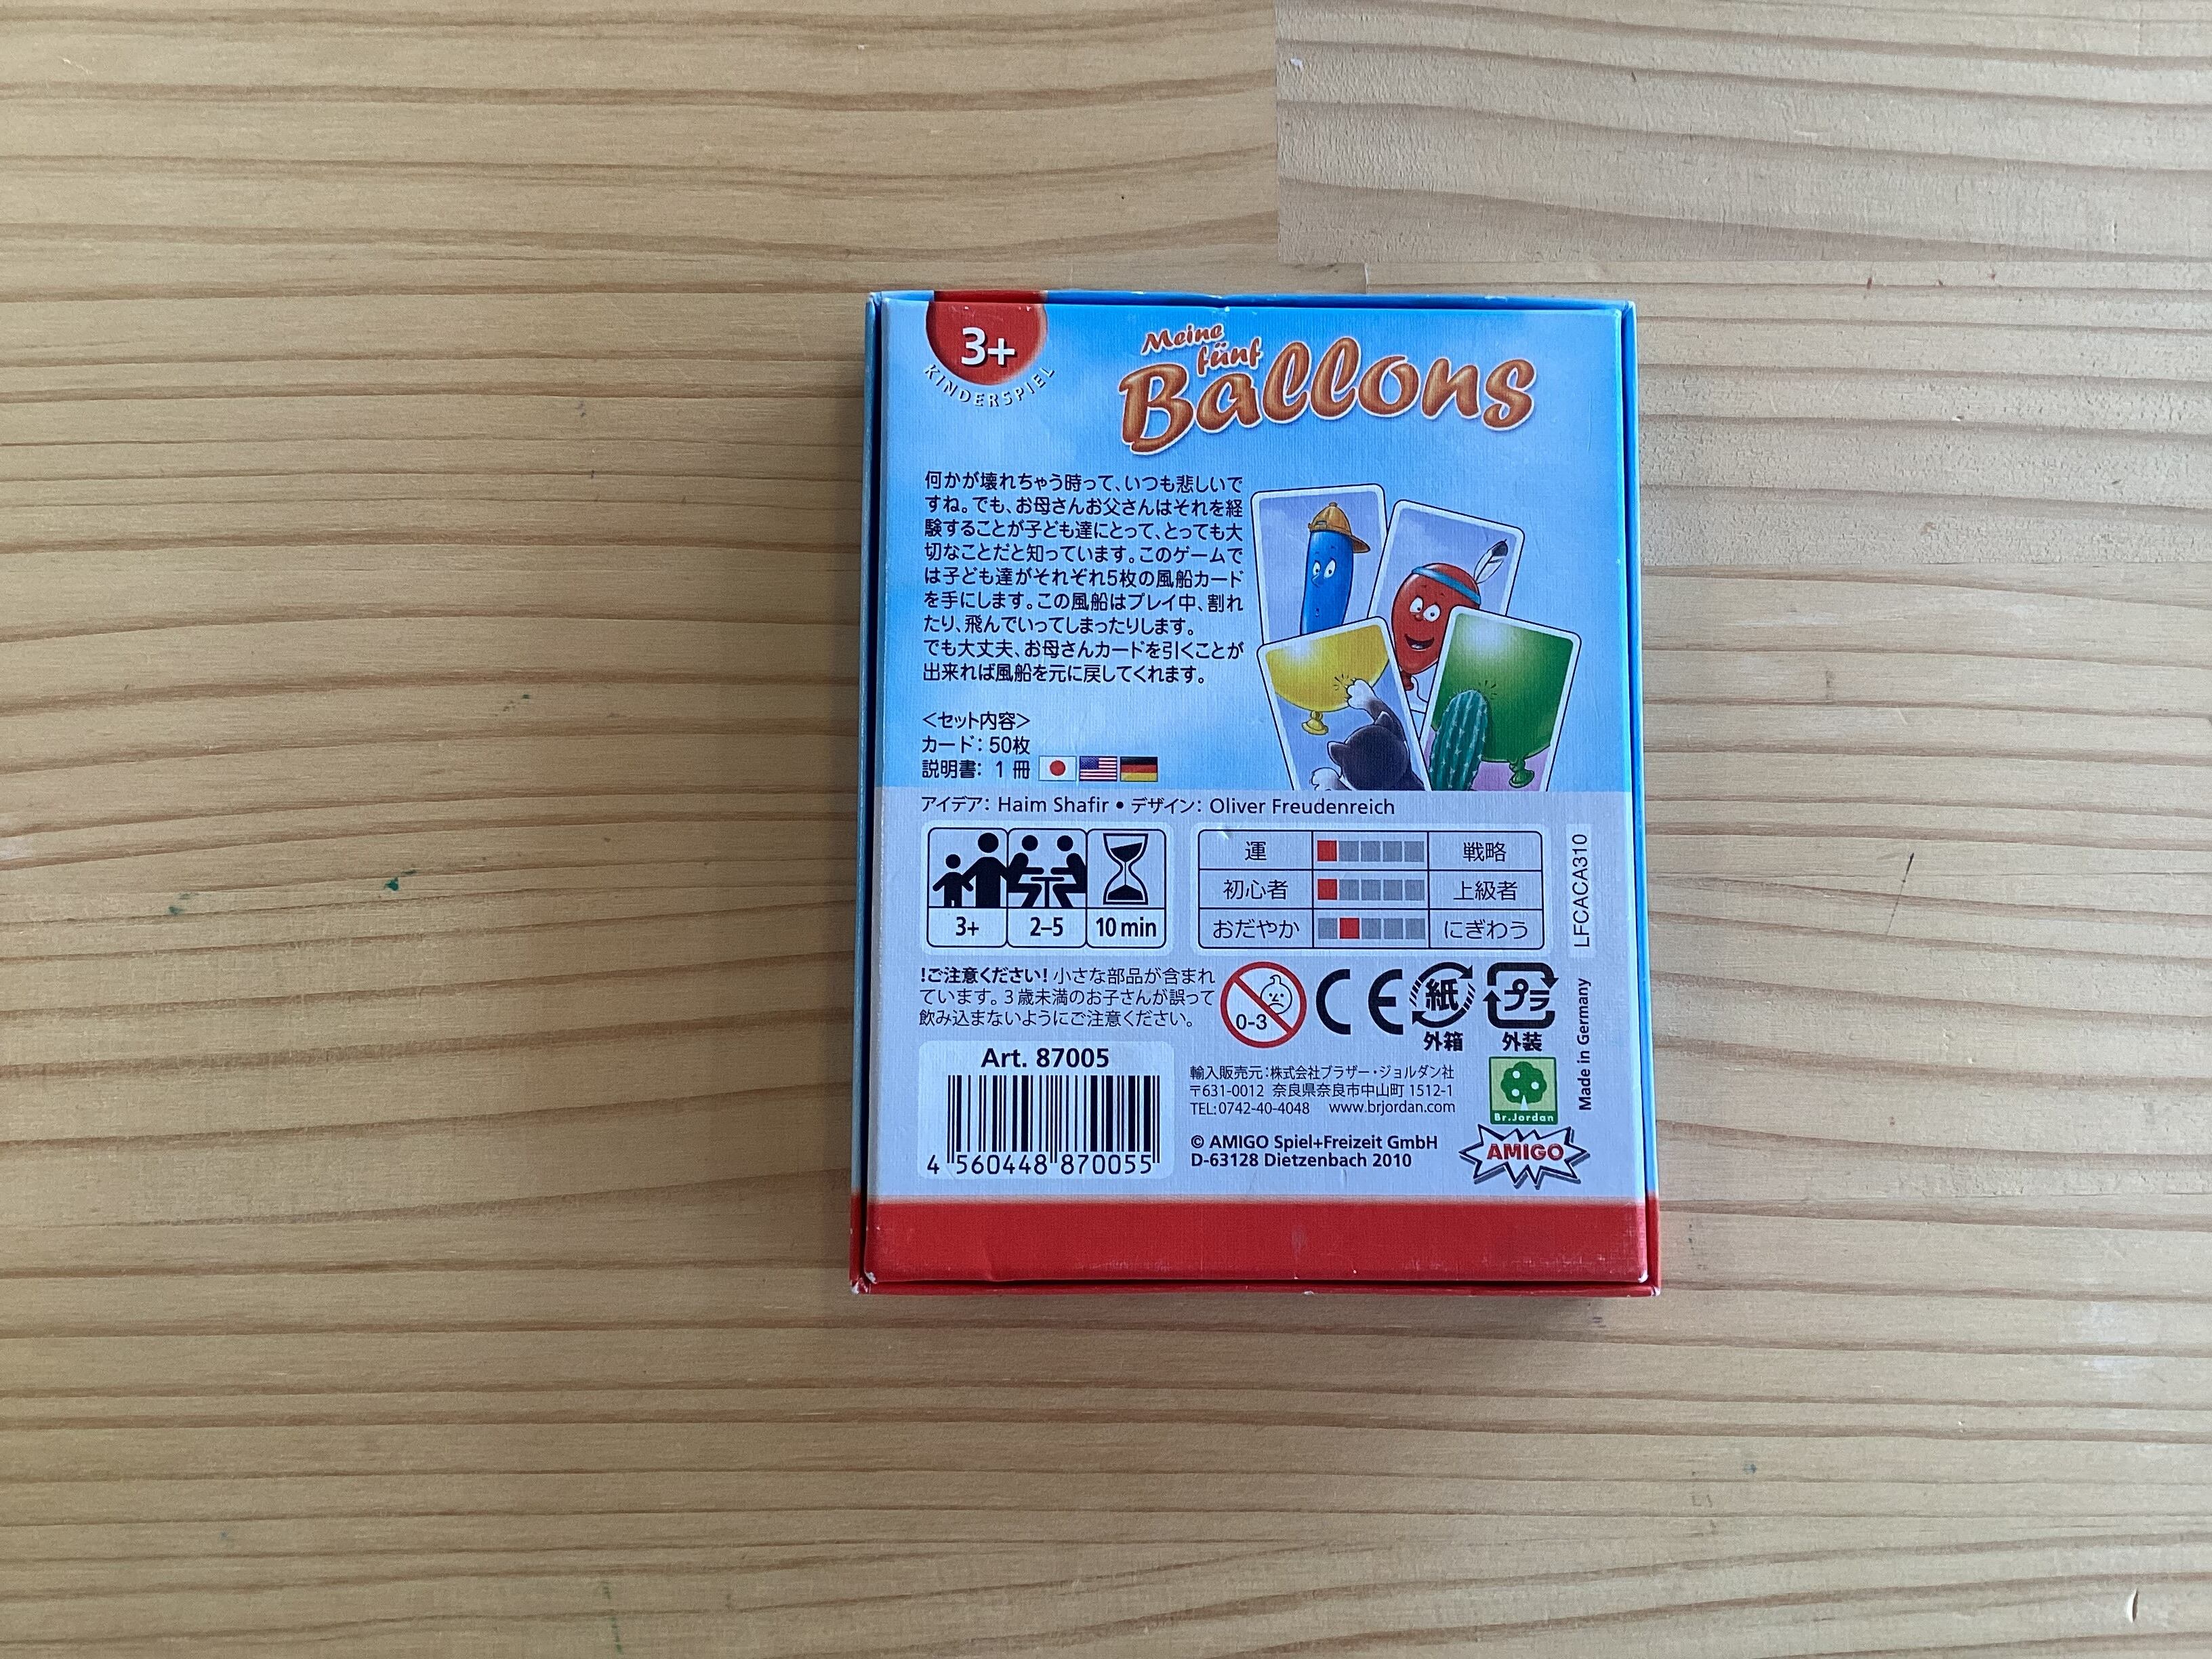 3+
KINDERSPIEL
Meine
fünf
Ballons
何かが壊れちゃう時って、いつも悲しいで
すね。でも、お母さんお父さんはそれを経
験することが子ども達にとって、とっても大
切なことだと知っています。このゲームで
は子ども達がそれぞれ5枚の風船カード
を手にします。この風船はプレイ中、割れ
たり、飛んでいってしまったりします。
でも大丈夫、お母さんカードを引くことが
出来れば風船を元に戻してくれます。
<セット内容>
カード：50枚
説明書：1冊
アイデア：Haim Shafir • デザイン：Oliver Freudenreich
3+ 2–5 10 min
運 戦略
初心者 上級者
おだやか にぎわう
LFCACA310
!ご注意ください! 小さな部品が含まれ
ています。3歳未満のお子さんが誤って
飲み込まないようにご注意ください。
0-3
CE
紙
外箱
プラ
外装
Made in Germany
Art. 87005
4 560448 870055
輸入販売元：株式会社ブラザー・ジョルダン社
〒631-0012 奈良県奈良市中山町 1512-1
TEL:0742-40-4048 www.brjordan.com
Br.Jordan
© AMIGO Spiel+Freizeit GmbH
D-63128 Dietzenbach 2010
AMIGO